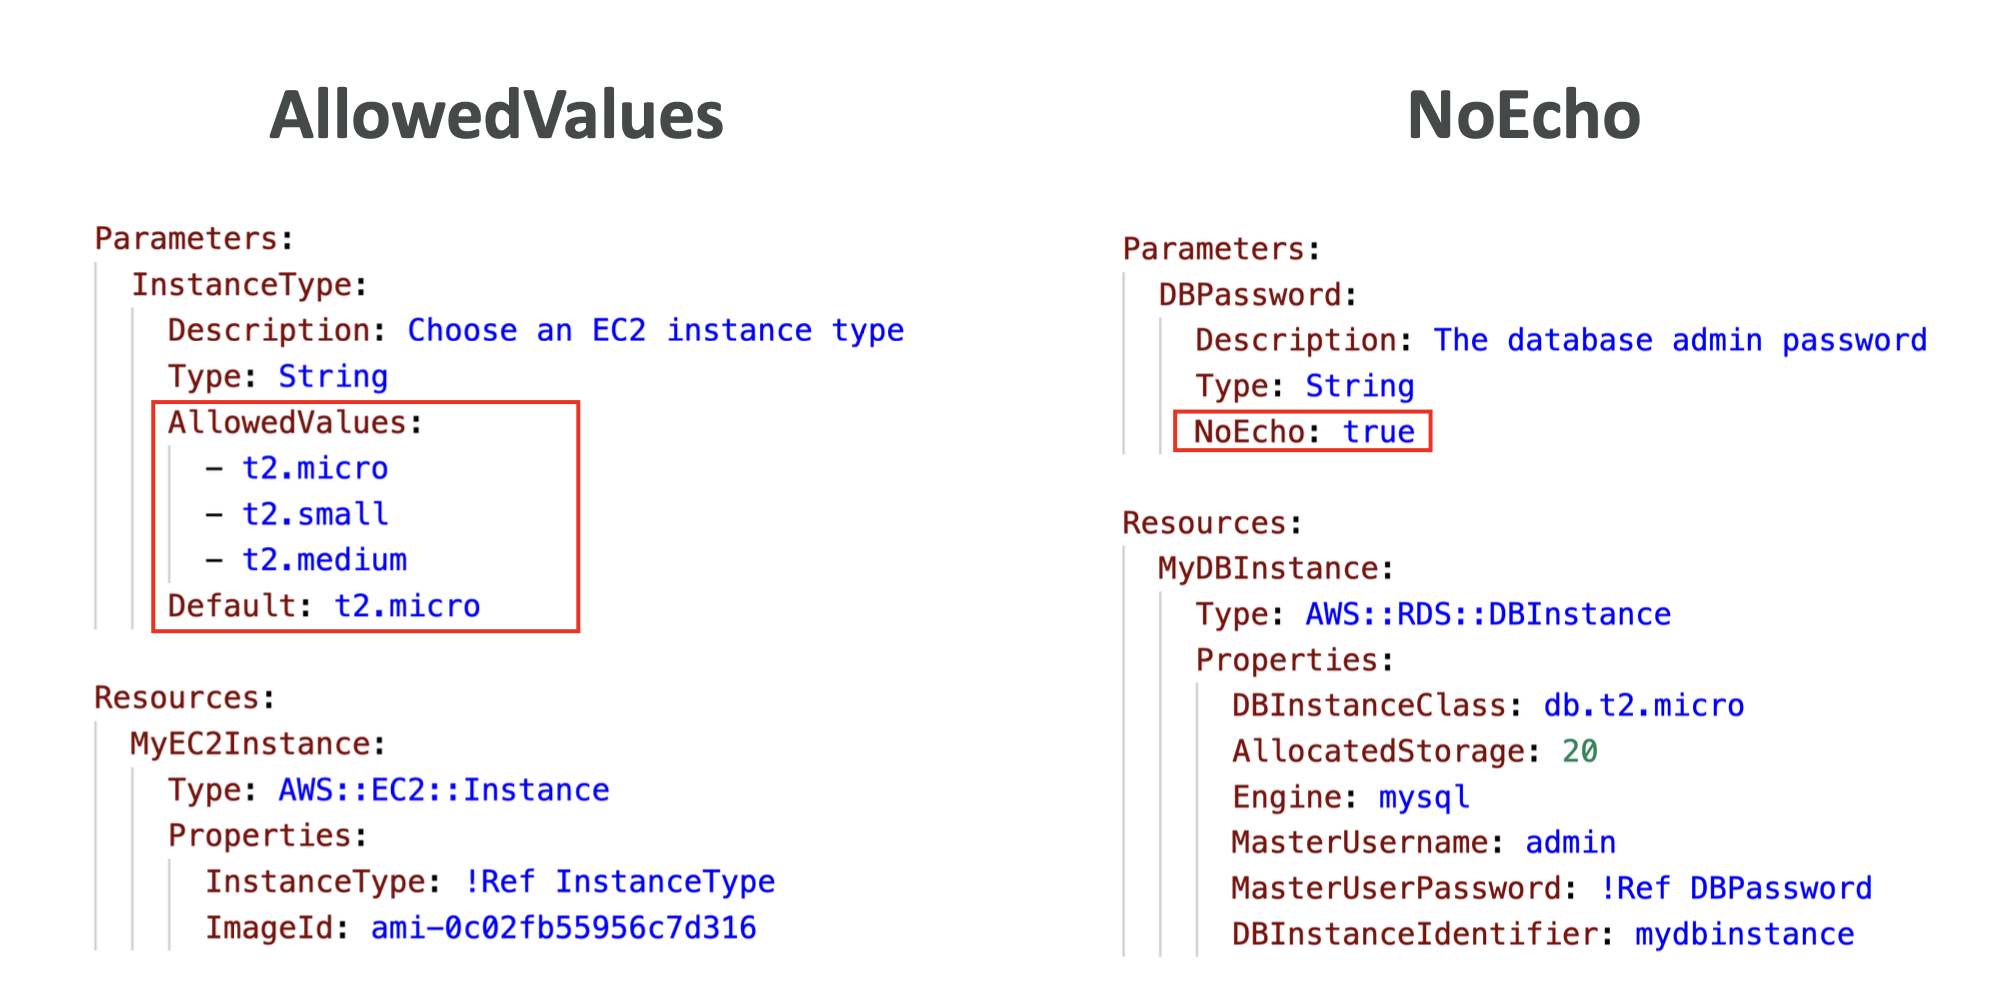 AllowedValues
Parameters:
  InstanceType:
    Description: Choose an EC2 instance type
    Type: String
    AllowedValues:
      - t2.micro
      - t2.small
      - t2.medium
    Default: t2.micro
Resources:
  MyEC2Instance:
    Type: AWS::EC2::Instance
    Properties:
      InstanceType: !Ref InstanceType
      ImageId: ami-0c02fb55956c7d316
NoEcho
Parameters:
  DBPassword:
    Description: The database admin password
    Type: String
    NoEcho: true
Resources:
  MyDBInstance:
    Type: AWS::RDS::DBInstance
    Properties:
      DBInstanceClass: db.t2.micro
      AllocatedStorage: 20
      Engine: mysql
      MasterUsername: admin
      MasterUserPassword: !Ref DBPassword
      DBInstanceIdentifier: mydbinstance